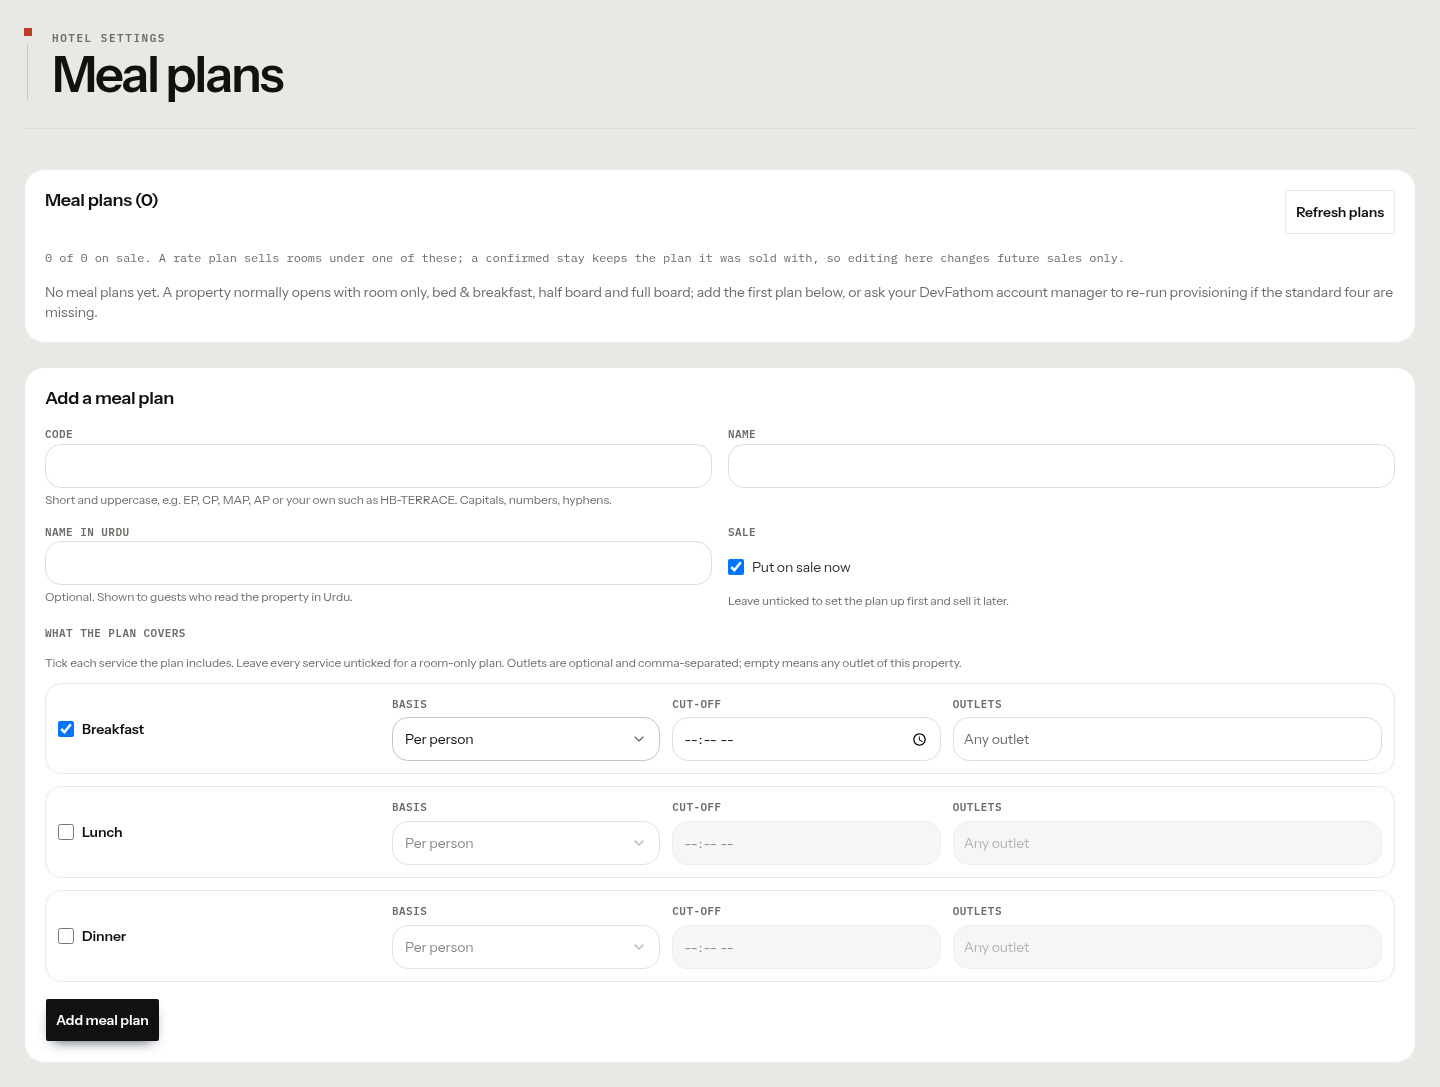 HOTEL SETTINGS
Meal plans
Meal plans (0)
Refresh plans
0 of 0 on sale. A rate plan sells rooms under one of these; a confirmed stay keeps the plan it was sold with, so editing here changes future sales only.
No meal plans yet. A property normally opens with room only, bed & breakfast, half board and full board; add the first plan below, or ask your DevFathom account manager to re-run provisioning if the standard four are
missing.
Add a meal plan
CODE
NAME
Short and uppercase, e.g. EP, CP, MAP, AP or your own such as HB-TERRACE. Capitals, numbers, hyphens.
NAME IN URDU
SALE
Put on sale now
Optional. Shown to guests who read the property in Urdu.
Leave unticked to set the plan up first and sell it later.
WHAT THE PLAN COVERS
Tick each service the plan includes. Leave every service unticked for a room-only plan. Outlets are optional and comma-separated; empty means any outlet of this property.
BASIS CUT-OFF OUTLETS
Breakfast Per person --:-- -- Any outlet
BASIS CUT-OFF OUTLETS
Lunch Per person --:-- -- Any outlet
BASIS CUT-OFF OUTLETS
Dinner Per person --:-- -- Any outlet
Add meal plan